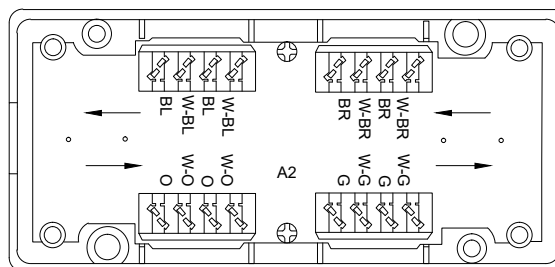 BL W-BL BL W-BL BR W-BR BR W-BR
A2
O W-O O W-O G W-G G W-G